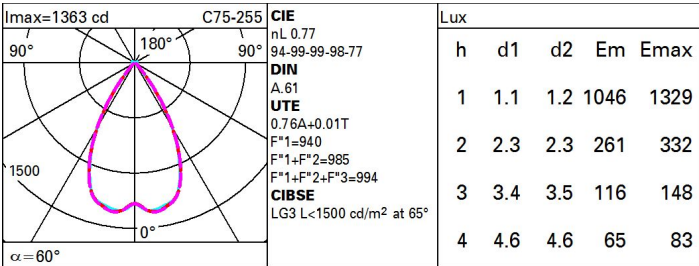 Imax=1363 cd C75-255
90° 180° 90°
1500
0°
α=60°
CIE
nL 0.77
94-99-99-98-77
DIN
A.61
UTE
0.76A+0.01T
F"1=940
F"1+F"2=985
F"1+F"2+F"3=994
CIBSE
LG3 L<1500 cd/m² at 65°
Lux
h d1 d2 Em Emax
1 1.1 1.2 1046 1329
2 2.3 2.3 261 332
3 3.4 3.5 116 148
4 4.6 4.6 65 83